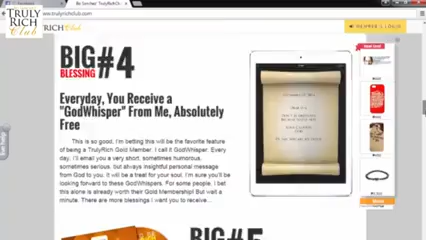 www.trulyrichclub.com
TRULY
RICH
Club
RICH Club
MEMBER'S LOGIN
BIG
BLESSING
#4
Everyday, You Receive a
"GodWhisper" From Me, Absolutely
Free
This is so good. I'm betting this will be the favorite feature
of being a TrulyRich Gold Member. I call it GodWhisper. Every
day, I'll email you a very short, sometimes humorous,
sometimes serious, but always insightful personal message
from God to you. It will be a treat for your soul. I'm sure you'll be
looking forward to these GodWhispers. For some people, I bet
this alone is already worth their Gold Membership! But wait a
minute. There are more blessings I want you to receive...
BIG
#5